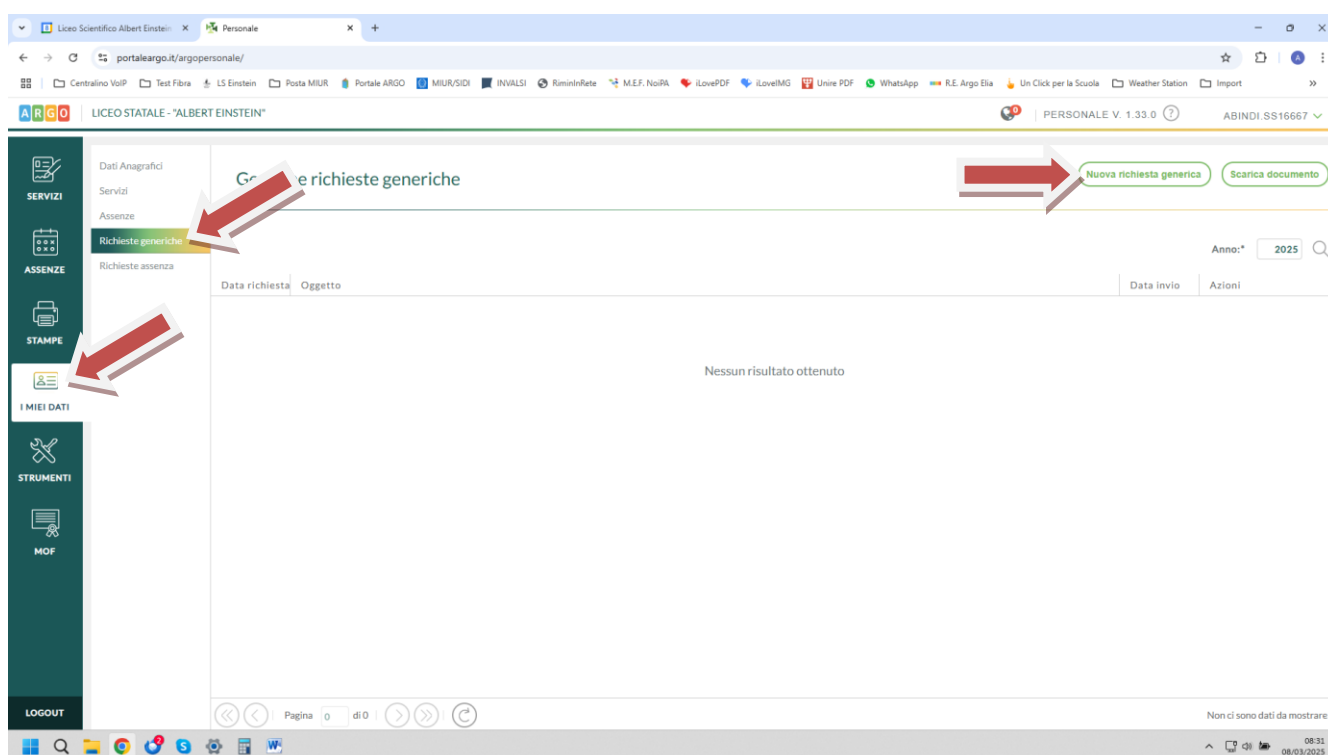 Liceo Scientifico Albert Einstein
Personale
portaleargo.it/argopersonale/
Centralino VoIP Test Fibra LS Einstein Posta MIUR Portale ARGO MIUR/SIDI INVALSI RiminInRete M.E.F. NoiPA iLovePDF iLoveIMG Unire PDF WhatsApp R.E. Argo Elia Un Click per la Scuola Weather Station Import »
ARGO LICEO STATALE - "ALBERT EINSTEIN" 0 PERSONALE V. 1.33.0 ? ABINDI.SS16667
SERVIZI
ASSENZE
STAMPE
I MIEI DATI
STRUMENTI
MOF
LOGOUT
Dati Anagrafici
Servizi
Assenze
Richieste generiche
Richieste assenza
Ge e richieste generiche
Nuova richiesta generica Scarica documento
Anno:* 2025
Data richiesta Oggetto Data invio Azioni
Nessun risultato ottenuto
Pagina 0 di 0 Non ci sono dati da mostrare
08:31
08/03/2025